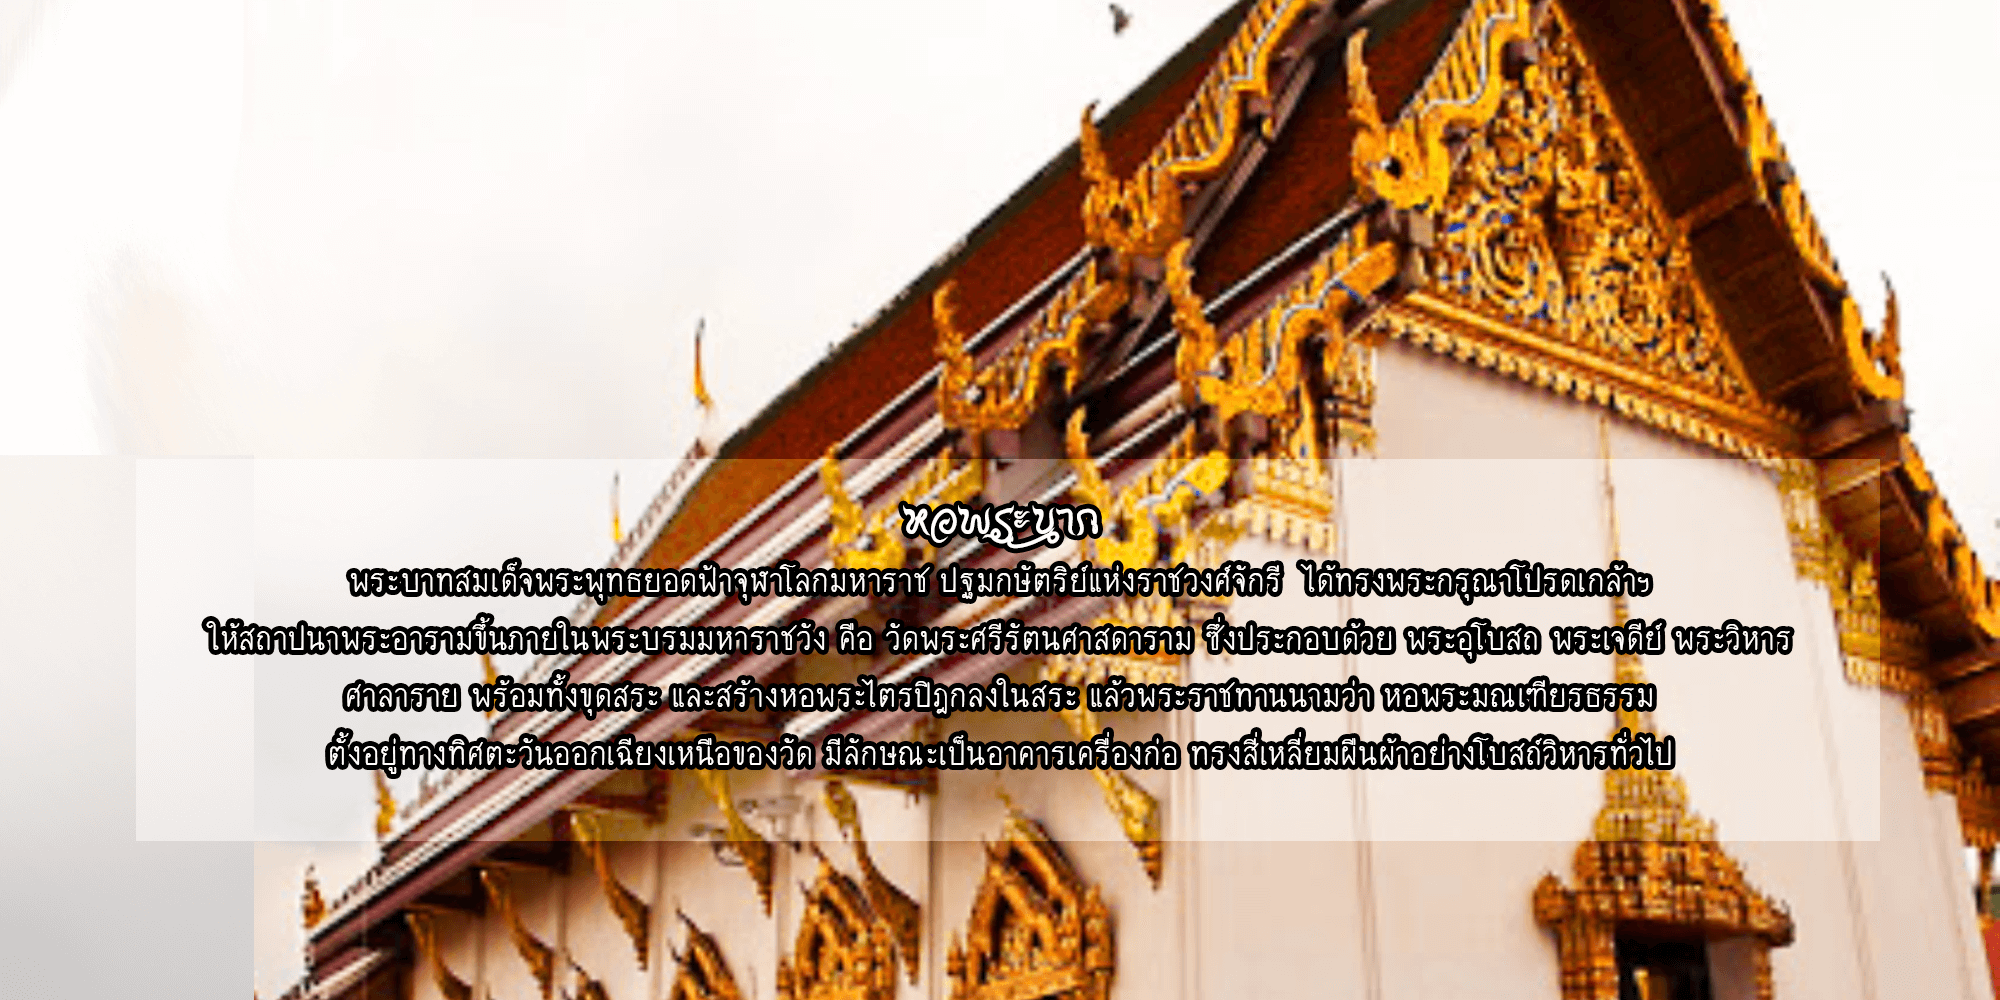 หอพระนาก
พระบาทสมเด็จพระพุทธยอดฟ้าจุฬาโลกมหาราช ปฐมกษัตริย์แห่งราชวงศ์จักรี ได้ทรงพระกรุณาโปรดเกล้าฯ
ให้สถาปนาพระอารามขึ้นภายในพระบรมมหาราชวัง คือ วัดพระศรีรัตนศาสดาราม ซึ่งประกอบด้วย พระอุโบสถ พระเจดีย์ พระวิหาร
ศาลาราย พร้อมทั้งขุดสระ และสร้างหอพระไตรปิฎกลงในสระ แล้วพระราชทานนามว่า หอพระมณเฑียรธรรม
ตั้งอยู่ทางทิศตะวันออกเฉียงเหนือของวัด มีลักษณะเป็นอาคารเครื่องก่อ ทรงสี่เหลี่ยมผืนผ้าอย่างโบสถ์วิหารทั่วไป